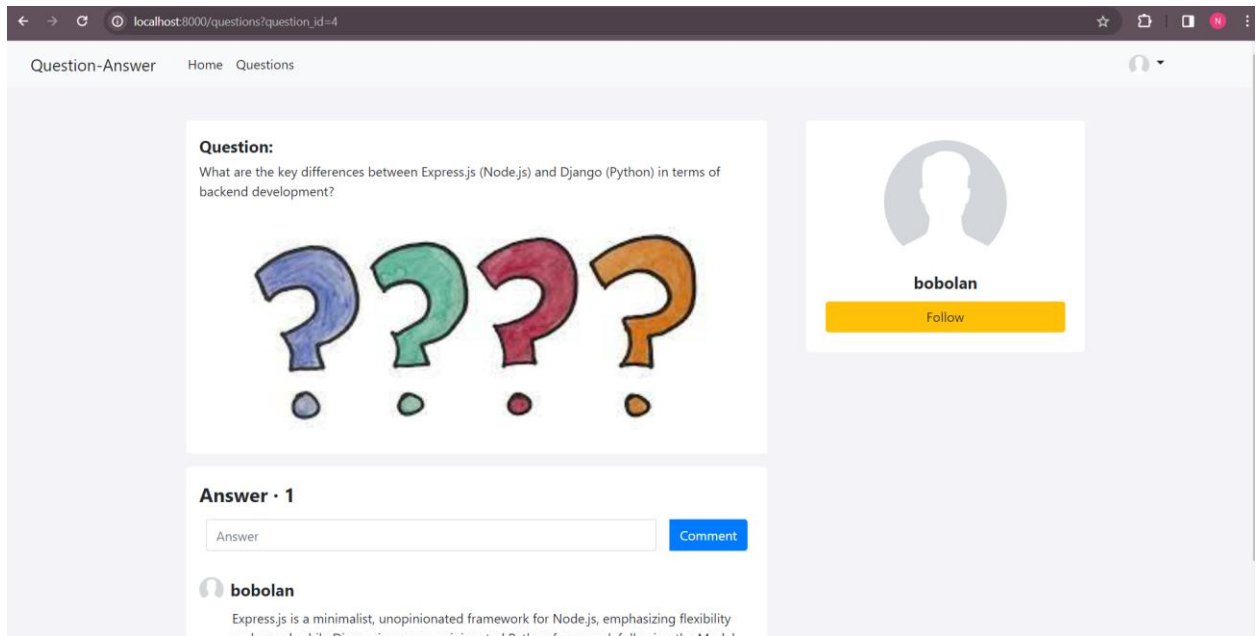 localhost:8000/questions?question_id=4
N
Question-Answer Home Questions
Question:
What are the key differences between Express.js (Node.js) and Django (Python) in terms of
backend development?
????
bobolan
Follow
Answer · 1
Answer
Comment
bobolan
Express.js is a minimalist, unopinionated framework for Node.js, emphasizing flexibility